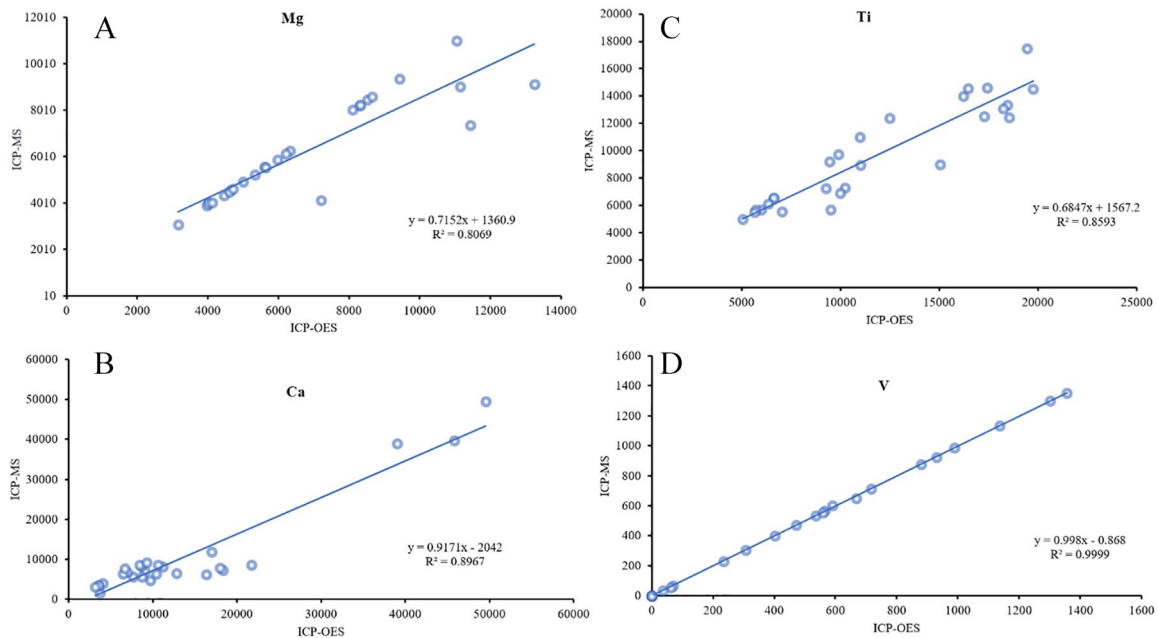 A
Mg
12010
10010
8010
6010
4010
2010
10
ICP-MS
0
2000
4000
6000
8000
10000
12000
14000
ICP-OES
y = 0.7152x + 1360.9
R² = 0.8069
B
Ca
60000
50000
40000
30000
20000
10000
0
ICP-MS
0
10000
20000
30000
40000
50000
60000
ICP-OES
y = 0.9171x - 2042
R² = 0.8967
C
Ti
20000
18000
16000
14000
12000
10000
8000
6000
4000
2000
0
ICP-MS
0
5000
10000
15000
20000
25000
ICP-OES
y = 0.6847x + 1567.2
R² = 0.8593
D
V
1600
1400
1200
1000
800
600
400
200
0
ICP-MS
0
200
400
600
800
1000
1200
1400
1600
ICP-OES
y = 0.998x - 0.868
R² = 0.9999